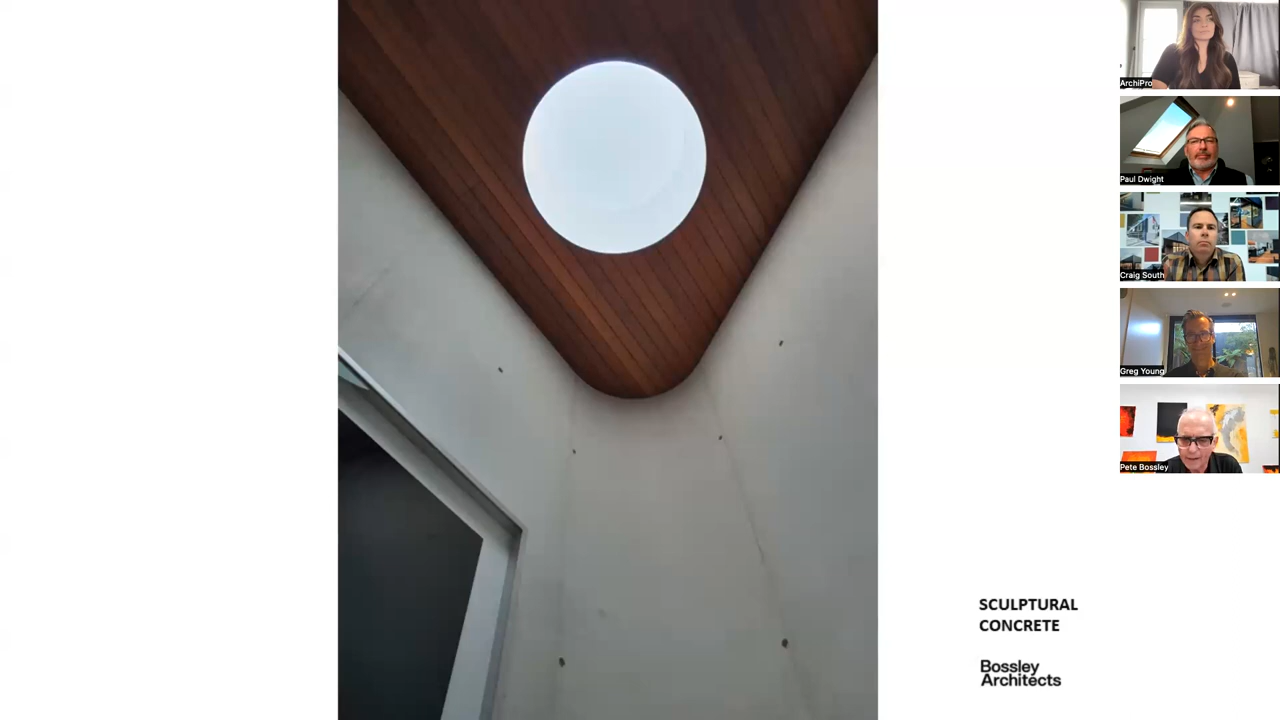 ArchiPro
Paul Dwight
Craig South
Greg Young
Pete Bossley
SCULPTURAL
CONCRETE
Bossley
Architects